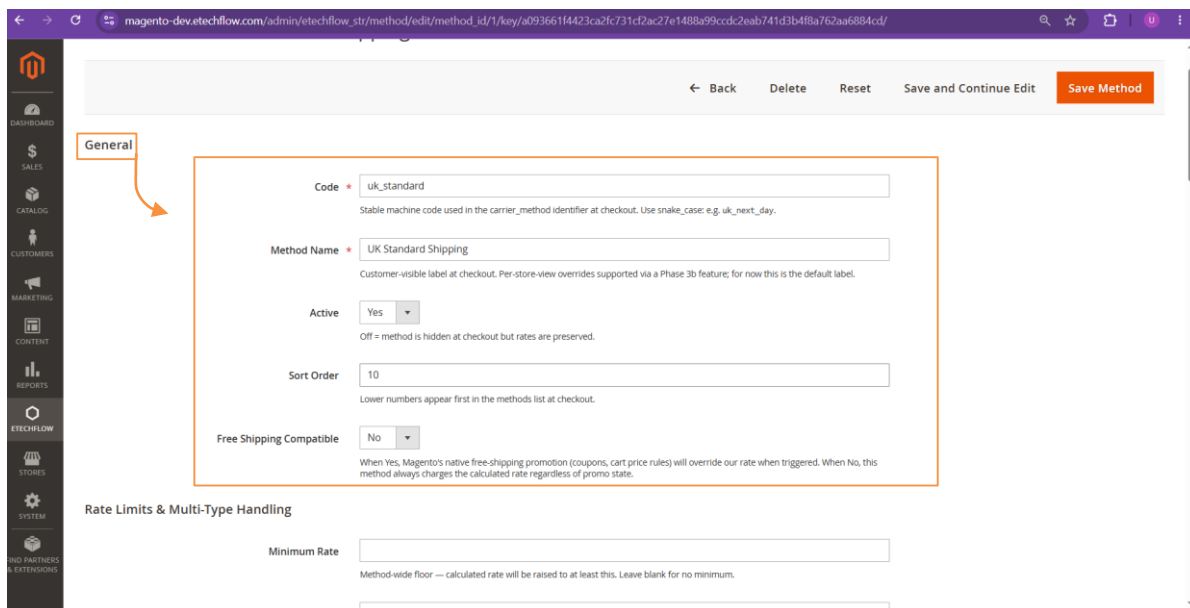 magento-dev.etechflow.com/admin/etechflow_str/method/edit/method_id/1/key/a093661f4423ca2fc731cf2ac27e1488a99ccdc2eab741d3b4f8a762aa6884cd/
U
← Back Delete Reset Save and Continue Edit Save Method
DASHBOARD
SALES
CATALOG
CUSTOMERS
MARKETING
CONTENT
REPORTS
ETECHFLOW
STORES
SYSTEM
FIND PARTNERS
& EXTENSIONS
General
Code * uk_standard
Stable machine code used in the carrier_method identifier at checkout. Use snake_case: e.g. uk_next_day.
Method Name * UK Standard Shipping
Customer-visible label at checkout. Per-store-view overrides supported via a Phase 3b feature; for now this is the default label.
Active Yes
Off = method is hidden at checkout but rates are preserved.
Sort Order 10
Lower numbers appear first in the methods list at checkout.
Free Shipping Compatible No
When Yes, Magento's native free-shipping promotion (coupons, cart price rules) will override our rate when triggered. When No, this
method always charges the calculated rate regardless of promo state.
Rate Limits & Multi-Type Handling
Minimum Rate
Method-wide floor — calculated rate will be raised to at least this. Leave blank for no minimum.